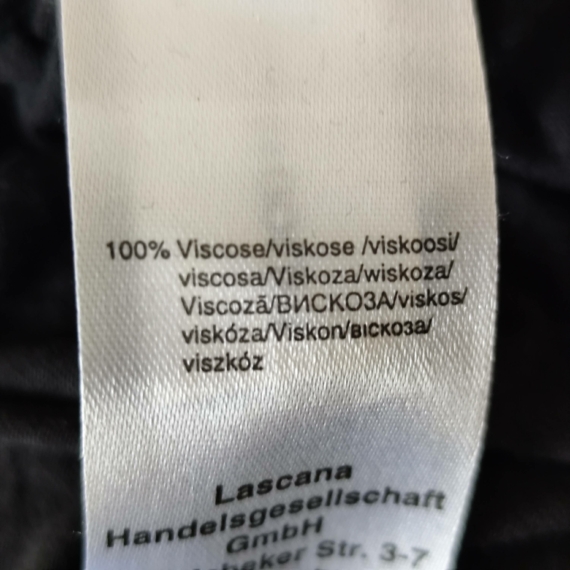 100% Viscose/viskose /viskoosi/
viscosa/Viskoza/wiskoza/
Viscoză/ВИСКОЗА/viskos/
viskóza/Viskon/ВІСКОЗА/
viszkóz
Lascana
Handelsgesellschaft
GmbH
Str. 3-7